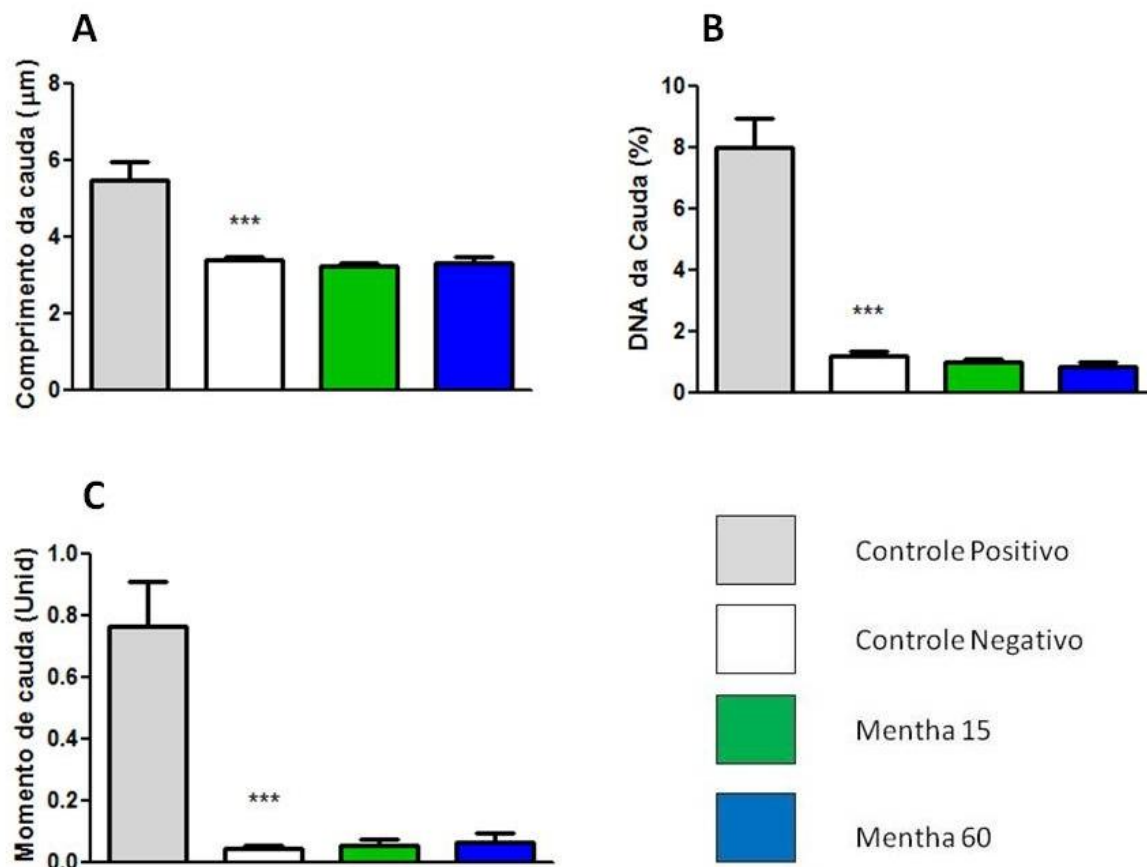 A
Comprimento da cauda (µm)
8
6
4
2
0
***
B
DNA da Cauda (%)
10
8
6
4
2
0
***
C
Momento de cauda (Unid)
1.0
0.8
0.6
0.4
0.2
0.0
***
Controle Positivo
Controle Negativo
Mentha 15
Mentha 60